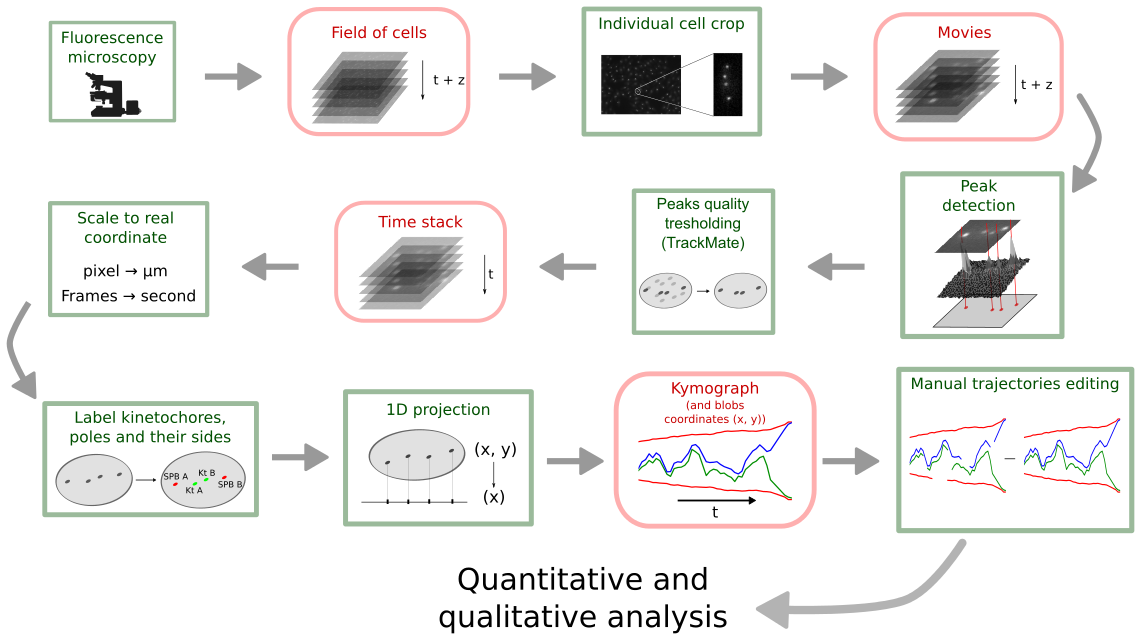 Fluorescence
microscopy
Field of cells
t + z
Individual cell crop
Movies
t + z
Peak
detection
Peaks quality
tresholding
(TrackMate)
Time stack
t
Scale to real
coordinate
pixel → μm
Frames → second
Label kinetochores,
poles and their sides
SPB A
Kt B
Kt A
SPB B
1D projection
(x, y)
(x)
Kymograph
(and blobs
coordinates (x, y))
t
Manual trajectories editing
Quantitative and
qualitative analysis